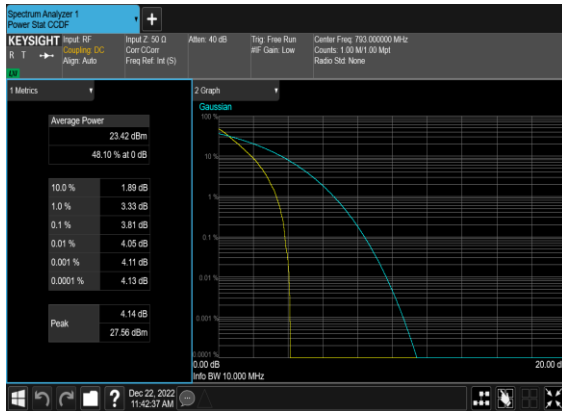 Spectrum Analyzer 1
Power Stat CCDF
KEYSIGHT
R T
Input: RF
Coupling: DC
Align: Auto
Input Z: 50 Ω
Corr CCorr
Freq Ref: Int (S)
Atten: 40 dB
Trig: Free Run
#IF Gain: Low
Center Freq: 793.000000 MHz
Counts: 1.00 M/1.00 Mpt
Radio Std: None
1 Metrics
Average Power
23.42 dBm
48.10 % at 0 dB
10.0 % 1.89 dB
1.0 % 3.33 dB
0.1 % 3.81 dB
0.01 % 4.05 dB
0.001 % 4.11 dB
0.0001 % 4.13 dB
Peak
4.14 dB
27.56 dBm
2 Graph
Gaussian
100 %
10 %
1 %
0.1 %
0.01 %
0.001 %
0.0001 %
0.00 dB
20.00 d
Info BW 10.000 MHz
?
Dec 22, 2022
11:42:37 AM